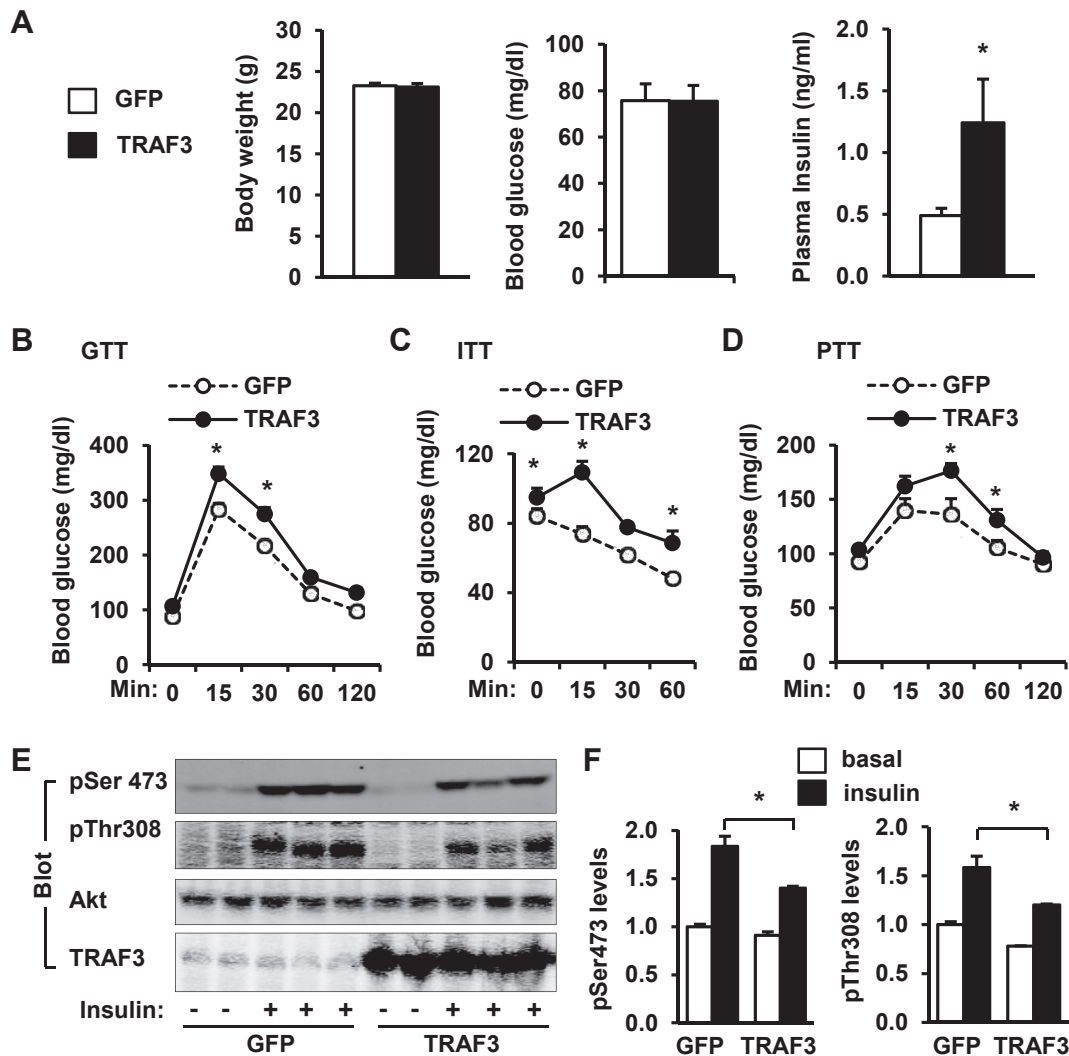 A
GFP
TRAF3
Body weight (g)
30
25
20
15
10
5
0
Blood glucose (mg/dl)
100
80
60
40
20
0
Plasma Insulin (ng/ml)
2.0
1.5
1.0
0.5
0.0
*
B
GTT
GFP
TRAF3
Blood glucose (mg/dl)
400
300
200
100
0
*
*
Min: 0 15 30 60 120
C
ITT
GFP
TRAF3
Blood glucose (mg/dl)
120
80
40
0
*
*
*
Min: 0 15 30 60
D
PTT
GFP
TRAF3
Blood glucose (mg/dl)
200
150
100
50
0
*
*
Min: 0 15 30 60 120
E
Blot
pSer 473
pThr308
Akt
TRAF3
Insulin: - - + + + - - + + +
GFP TRAF3
F
basal
insulin
pSer473 levels
2.0
1.5
1.0
0.5
0.0
*
GFP TRAF3
pThr308 levels
2.0
1.5
1.0
0.5
0.0
*
GFP TRAF3